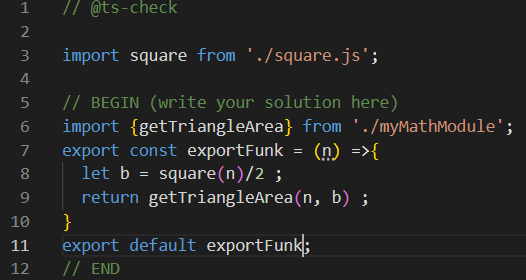 1 // @ts-check
2
3 import square from './square.js';
4
5 // BEGIN (write your solution here)
6 import {getTriangleArea} from './myMathModule';
7 export const exportFunk = (n) =>{
8 let b = square(n)/2 ;
9 return getTriangleArea(n, b) ;
10 }
11 export default exportFunk;
12 // END